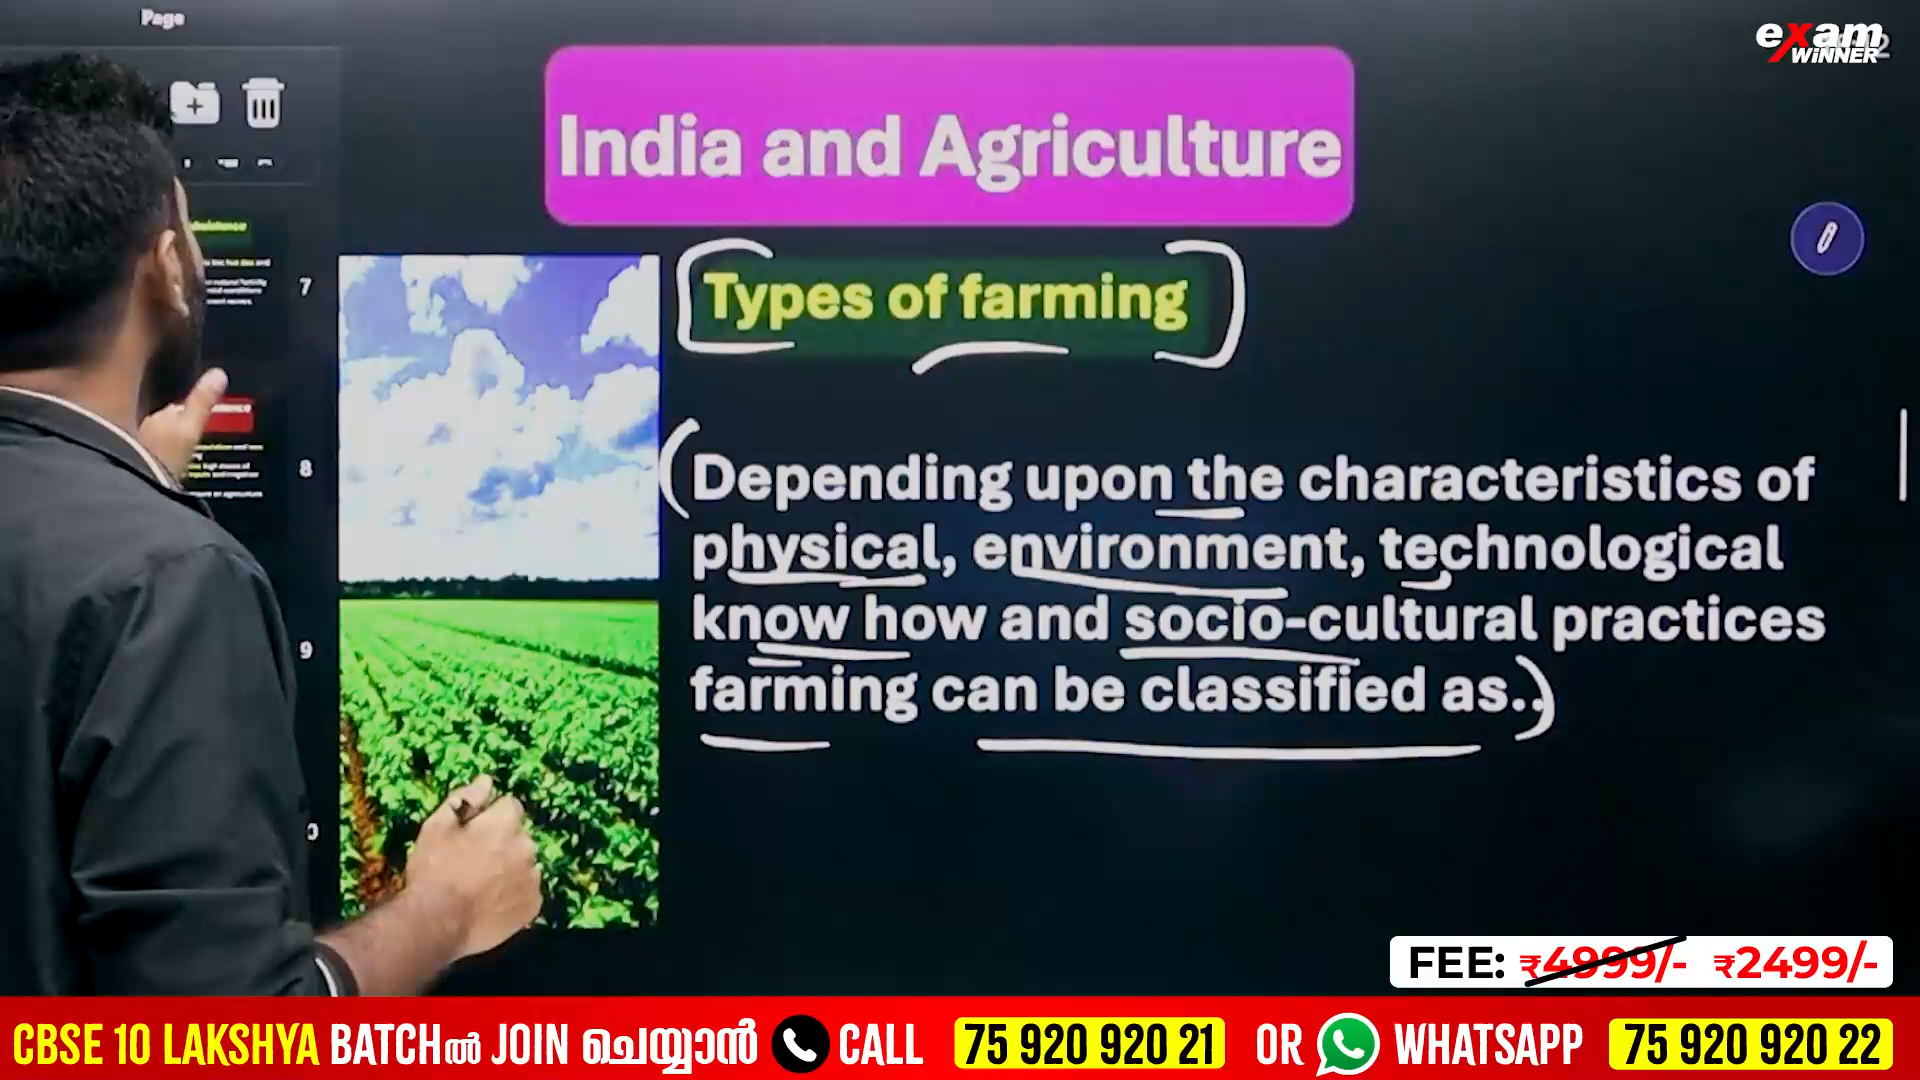 Page
exam
WINNER
India and Agriculture
Types of farming
7
8
9
Depending upon the characteristics of
physical, environment, technological
know how and socio-cultural practices
farming can be classified as..
FEE: ₹4999/- ₹2499/-
CBSE 10 LAKSHYA BATCHൽ JOIN ചെയ്യാൻ CALL 75 920 920 21 OR WHATSAPP 75 920 920 22